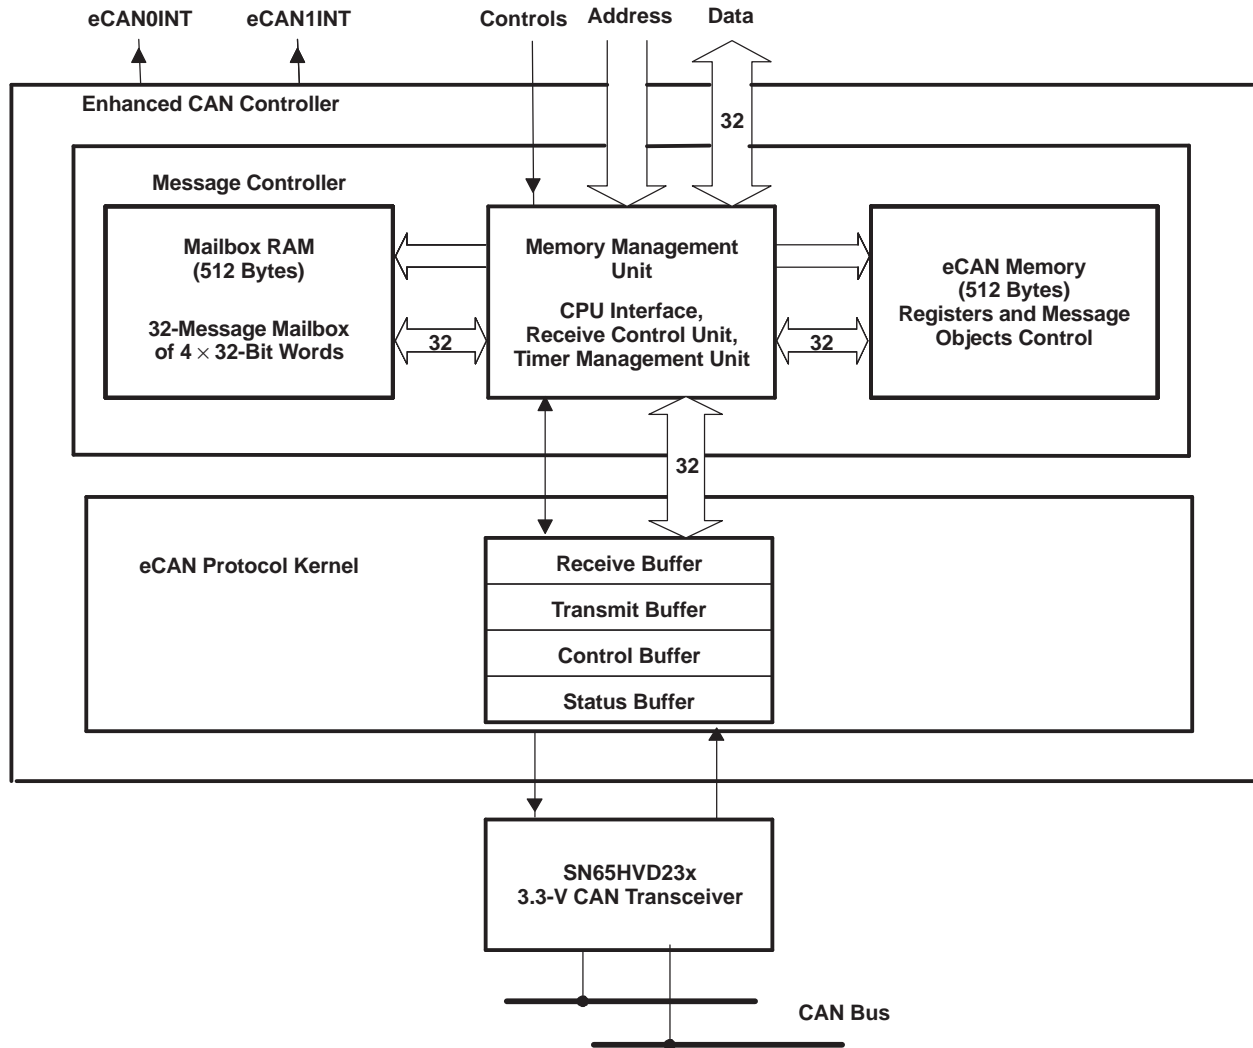 eCAN0INT
eCAN1INT
Controls
Address
Data
Enhanced CAN Controller
32
Message Controller
Mailbox RAM
(512 Bytes)
32-Message Mailbox
of 4 × 32-Bit Words
32
Memory Management
Unit
CPU Interface,
Receive Control Unit,
Timer Management Unit
32
eCAN Memory
(512 Bytes)
Registers and Message
Objects Control
32
eCAN Protocol Kernel
Receive Buffer
Transmit Buffer
Control Buffer
Status Buffer
SN65HVD23x
3.3-V CAN Transceiver
CAN Bus